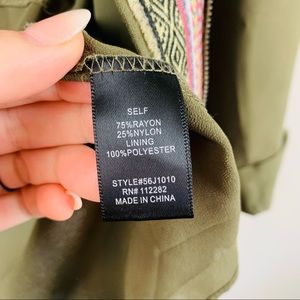 SELF
75%RAYON
25%NYLON
LINING
100%POLYESTER
STYLE#56J1010
RN# 112282
MADE IN CHINA